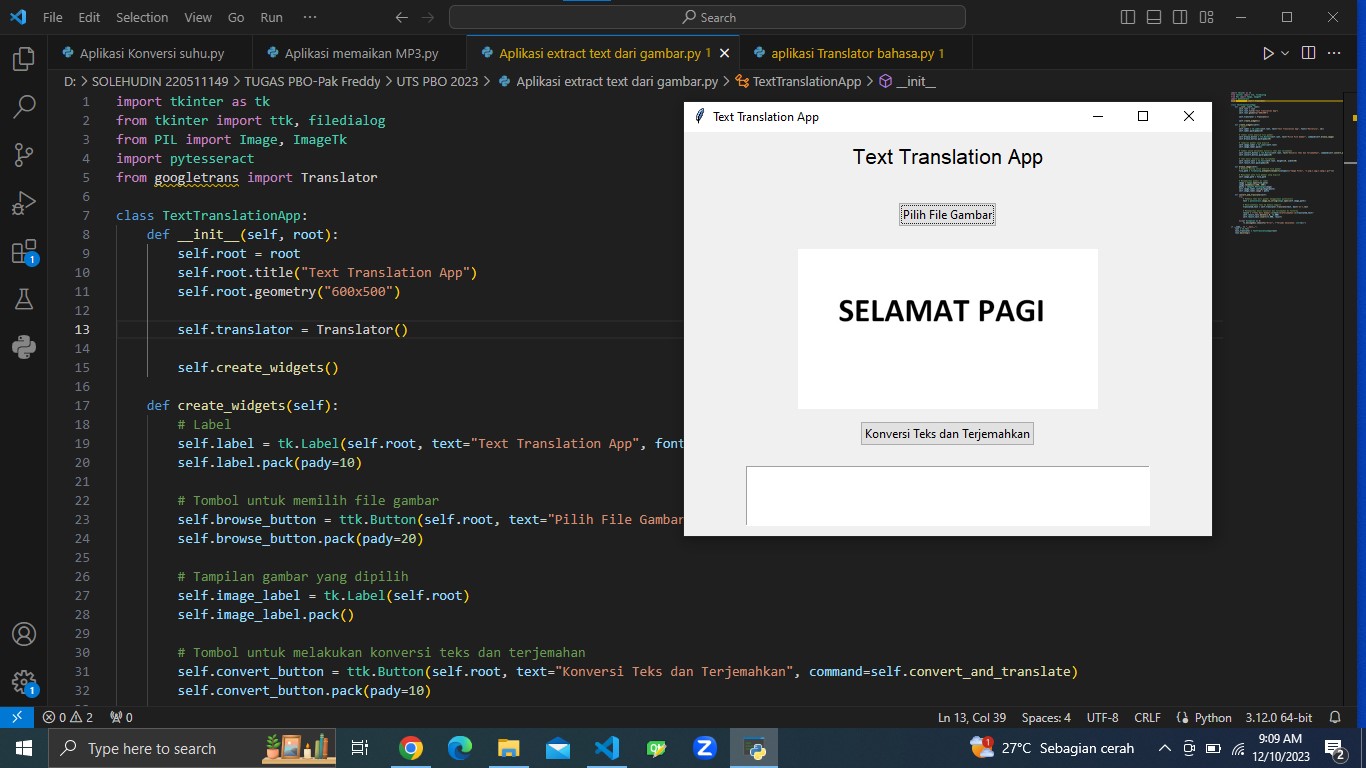 File Edit Selection View Go Run ··· Search
Aplikasi Konversi suhu.py Aplikasi memaikan MP3.py Aplikasi extract text dari gambar.py 1 aplikasi Translator bahasa.py 1
D: > SOLEHUDIN 220511149 > TUGAS PBO-Pak Freddy > UTS PBO 2023 > Aplikasi extract text dari gambar.py > TextTranslationApp > __init__
1 import tkinter as tk
2 from tkinter import ttk, filedialog
3 from PIL import Image, ImageTk
4 import pytesseract
5 from googletrans import Translator
6
7 class TextTranslationApp:
8 def __init__(self, root):
9 self.root = root
10 self.root.title("Text Translation App")
11 self.root.geometry("600x500")
12
13 self.translator = Translator()
14
15 self.create_widgets()
16
17 def create_widgets(self):
18 # Label
19 self.label = tk.Label(self.root, text="Text Translation App", font
20 self.label.pack(pady=10)
21
22 # Tombol untuk memilih file gambar
23 self.browse_button = ttk.Button(self.root, text="Pilih File Gambar
24 self.browse_button.pack(pady=20)
25
26 # Tampilan gambar yang dipilih
27 self.image_label = tk.Label(self.root)
28 self.image_label.pack()
29
30 # Tombol untuk melakukan konversi teks dan terjemahan
31 self.convert_button = ttk.Button(self.root, text="Konversi Teks dan Terjemahkan", command=self.convert_and_translate)
32 self.convert_button.pack(pady=10)
Text Translation App
Text Translation App
Pilih File Gambar
SELAMAT PAGI
Konversi Teks dan Terjemahkan
1
1
0 2 0 Ln 13, Col 39 Spaces: 4 UTF-8 CRLF Python 3.12.0 64-bit
Type here to search 1 27°C Sebagian cerah 9:09 AM
12/10/2023 2